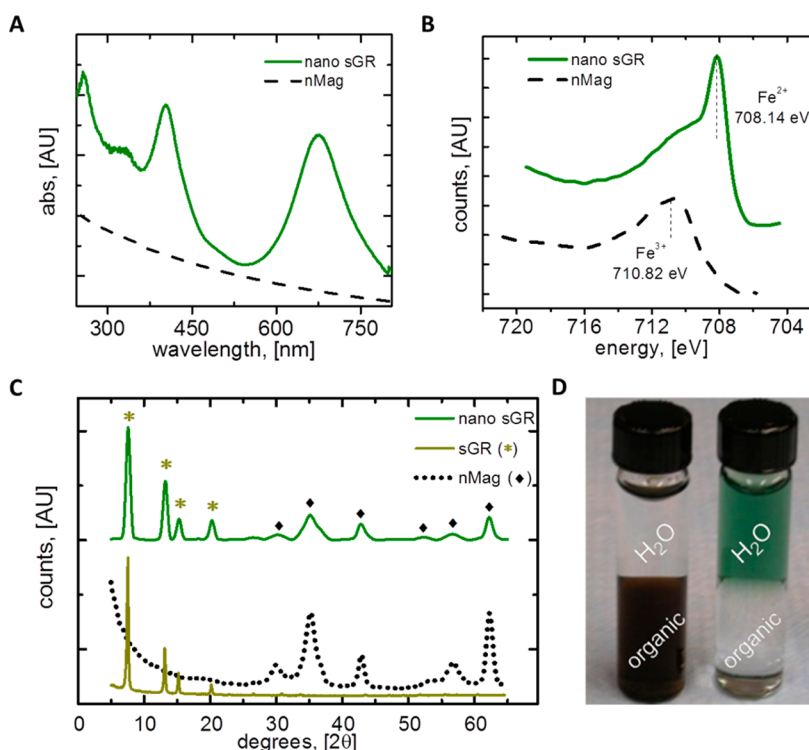 A
nano sGR
nMag
abs, [AU]
300
450
600
750
wavelength, [nm]
B
nano sGR
nMag
Fe²⁺
708.14 eV
Fe³⁺
710.82 eV
counts, [AU]
720
716
712
708
704
energy, [eV]
C
nano sGR
sGR (*)
nMag (♦)
* * * * ♦ ♦ ♦ ♦ ♦ ♦
counts, [AU]
0
10
20
30
40
50
60
degrees, [2θ]
D
H₂O
H₂O
organic
organic